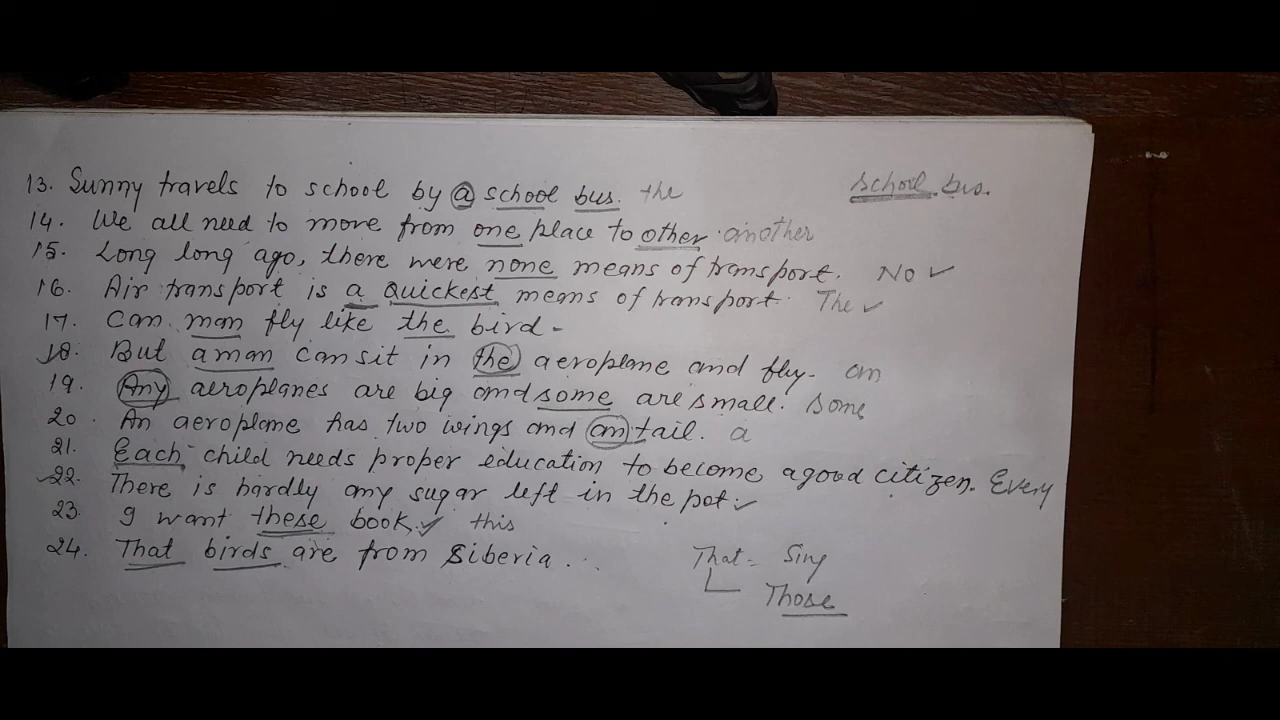 13. Sunny travels to school by a school bus. the school bus.
14. We all need to move from one place to other. another
15. Long long ago, there were none means of transport. No ✓
16. Air transport is a quickest means of transport. The ✓
17. Can man fly like the bird -
18. But a man can sit in the aeroplane and fly- an
19. Any aeroplanes are big and some are small. Some
20. An aeroplane has two wings and an tail. a
21. Each child needs proper education to become a good citizen. Every
22. There is hardly any sugar left in the pot. ✓
23. I want these book. ✓ this
24. That birds are from Siberia. That - Sing
Those